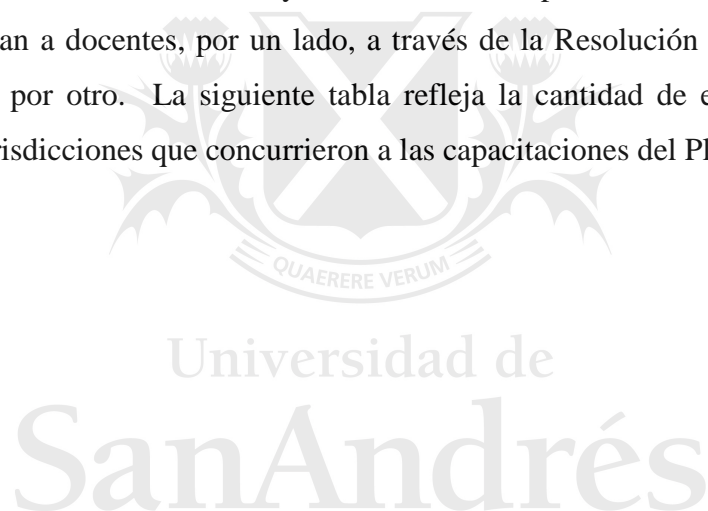 an a docentes, por un lado, a través de la Resolución
por otro. La siguiente tabla refleja la cantidad de e
risdicciones que concurrieron a las capacitaciones del Pl
QUAERERE VERUM
Universidad de
SanAndrés